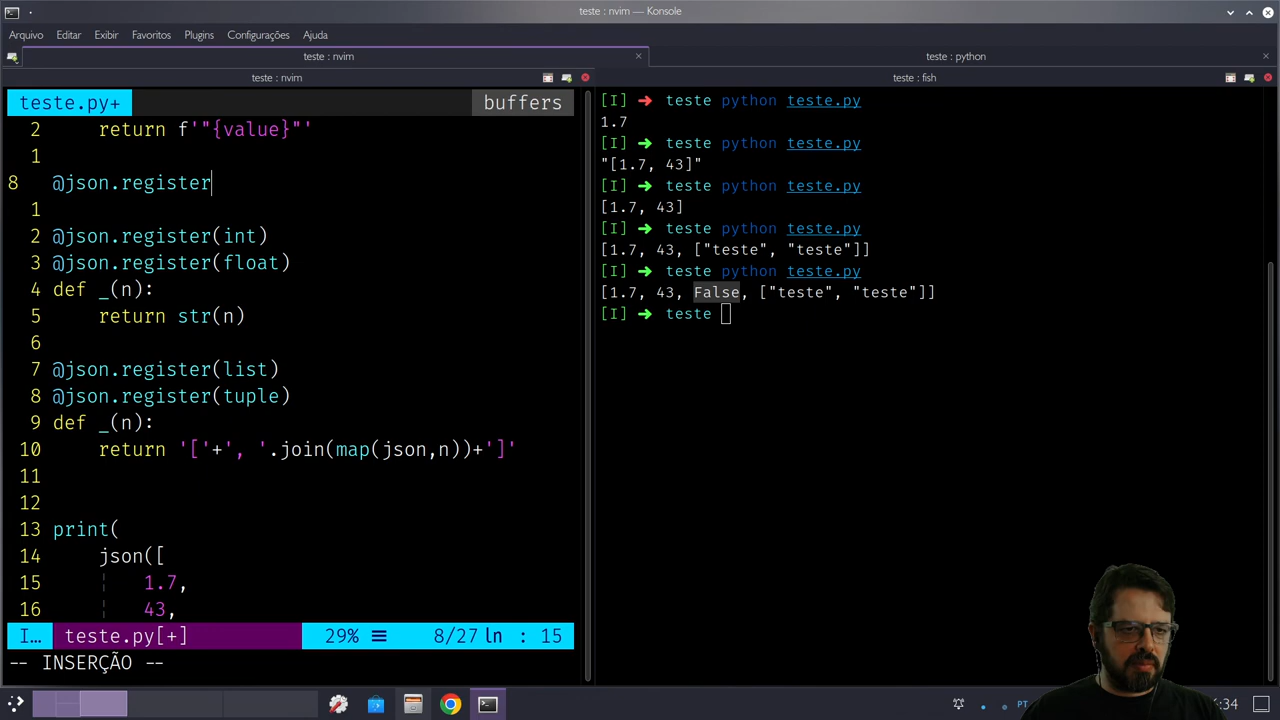 teste : nvim — Konsole
Arquivo Editar Exibir Favoritos Plugins Configurações Ajuda
teste : nvim
teste : python
teste : nvim
teste : fish
teste.py+ buffers
2 return f'"{value}"'
1
8 @json.register
1
2 @json.register(int)
3 @json.register(float)
4 def _(n):
5 return str(n)
6
7 @json.register(list)
8 @json.register(tuple)
9 def _(n):
10 return '['+', '.join(map(json,n))+']'
11
12
13 print(
14 json([
15 1.7,
16 43,
I… teste.py[+] 29% ☰ 8/27 ln : 15
-- INSERÇÃO --
[I] ➜ teste python teste.py
1.7
[I] ➜ teste python teste.py
"[1.7, 43]"
[I] ➜ teste python teste.py
[1.7, 43]
[I] ➜ teste python teste.py
[1.7, 43, ["teste", "teste"]]
[I] ➜ teste python teste.py
[1.7, 43, False, ["teste", "teste"]]
[I] ➜ teste
PT
:34